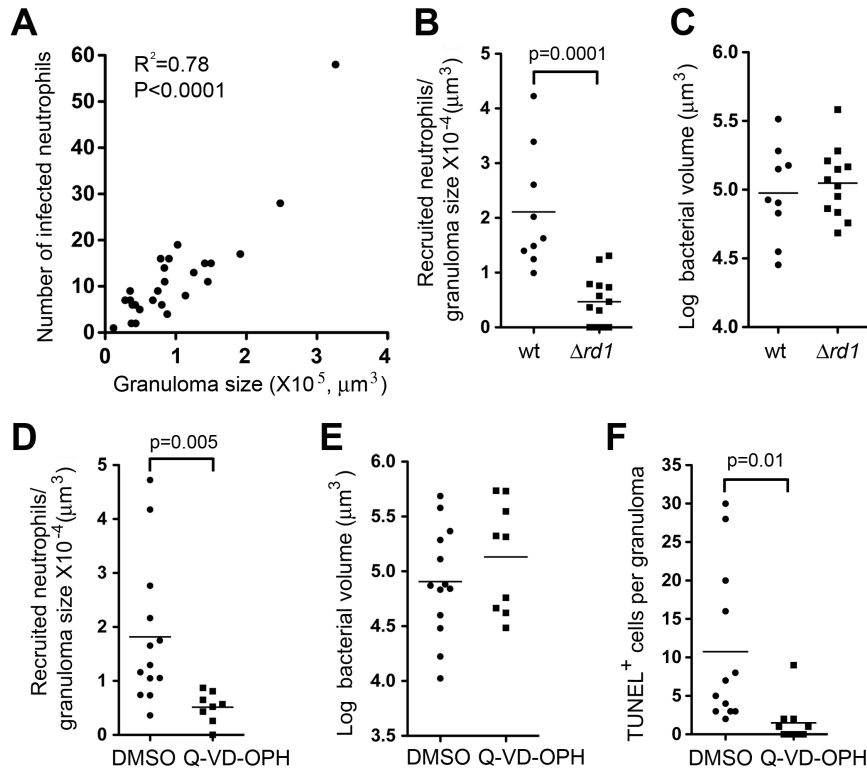 A
Number of infected neutrophils
60
50
40
30
20
10
0
R²=0.78
P<0.0001
0 1 2 3 4
Granuloma size (X10⁵, μm³)
B
Recruited neutrophils/
granuloma size X10⁻⁴(μm³)
5
4
3
2
1
0
p=0.0001
wt Δrd1
C
Log bacterial volume (μm³)
6.0
5.5
5.0
4.5
4.0
wt Δrd1
D
Recruited neutrophils/
granuloma size X10⁻⁴(μm³)
5
4
3
2
1
0
p=0.005
DMSO Q-VD-OPH
E
Log bacterial volume (μm³)
6.0
5.5
5.0
4.5
4.0
3.5
DMSO Q-VD-OPH
F
TUNEL⁺ cells per granuloma
35
30
25
20
15
10
5
0
p=0.01
DMSO Q-VD-OPH